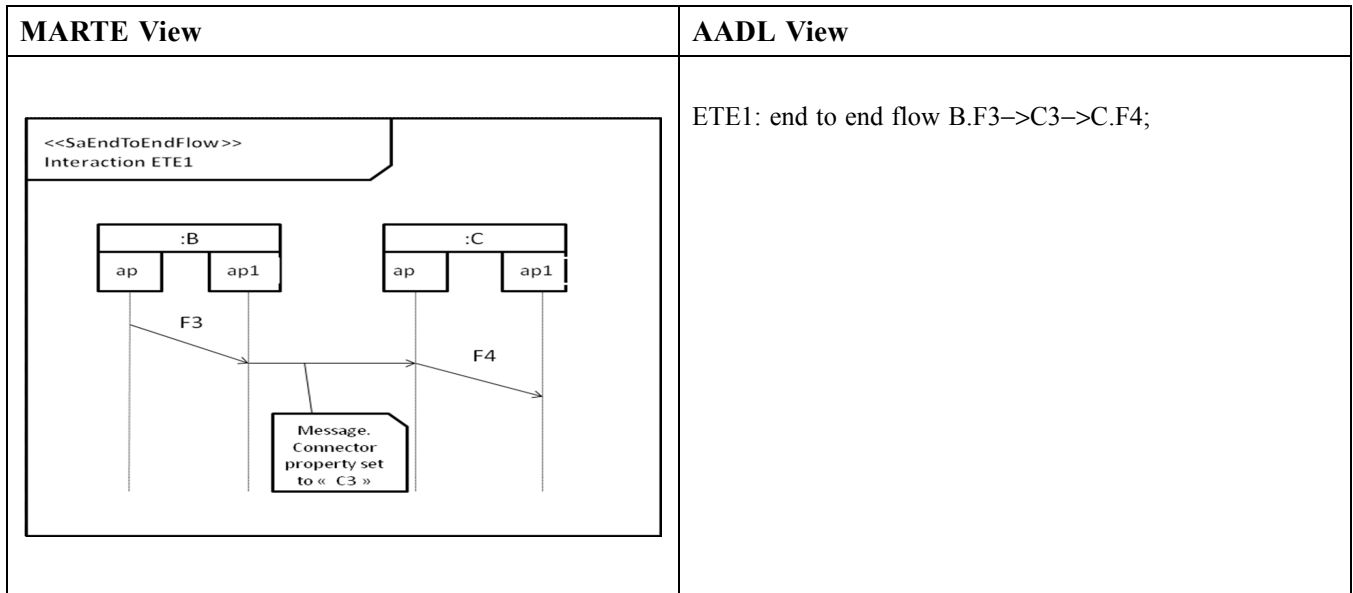 MARTE View
AADL View
<<SaEndToEndFlow>>
Interaction ETE1
:B
:C
ap
ap1
ap
ap1
F3
F4
Message.
Connector
property set
to « C3 »
ETE1: end to end flow B.F3–>C3–>C.F4;